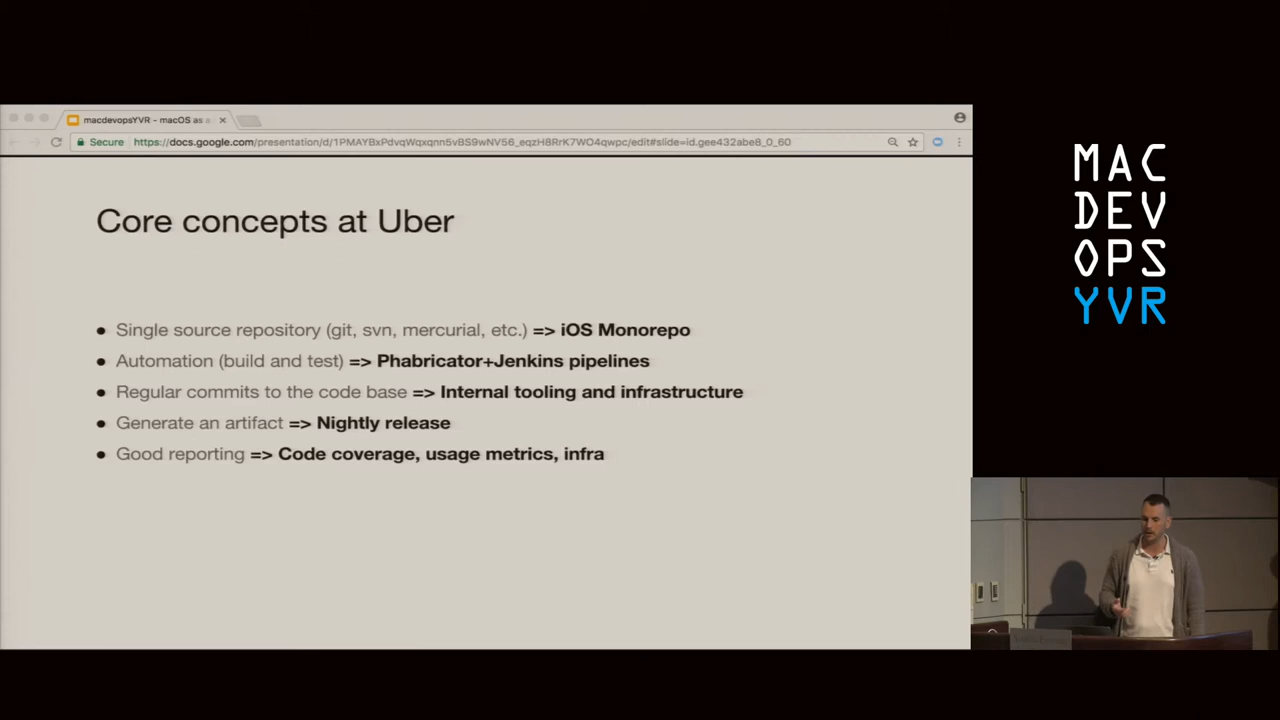 macdevopsYVR - macOS as a
Secure https://docs.google.com/presentation/d/1PMAYBxPdvqWqxqnn5vBS9wNV56_eqzH8RrK7WO4qwpc/edit#slide=id.gee432abe8_0_60
Core concepts at Uber
• Single source repository (git, svn, mercurial, etc.) => iOS Monorepo
• Automation (build and test) => Phabricator+Jenkins pipelines
• Regular commits to the code base => Internal tooling and infrastructure
• Generate an artifact => Nightly release
• Good reporting => Code coverage, usage metrics, infra
MAC
DEV
OPS
YVR